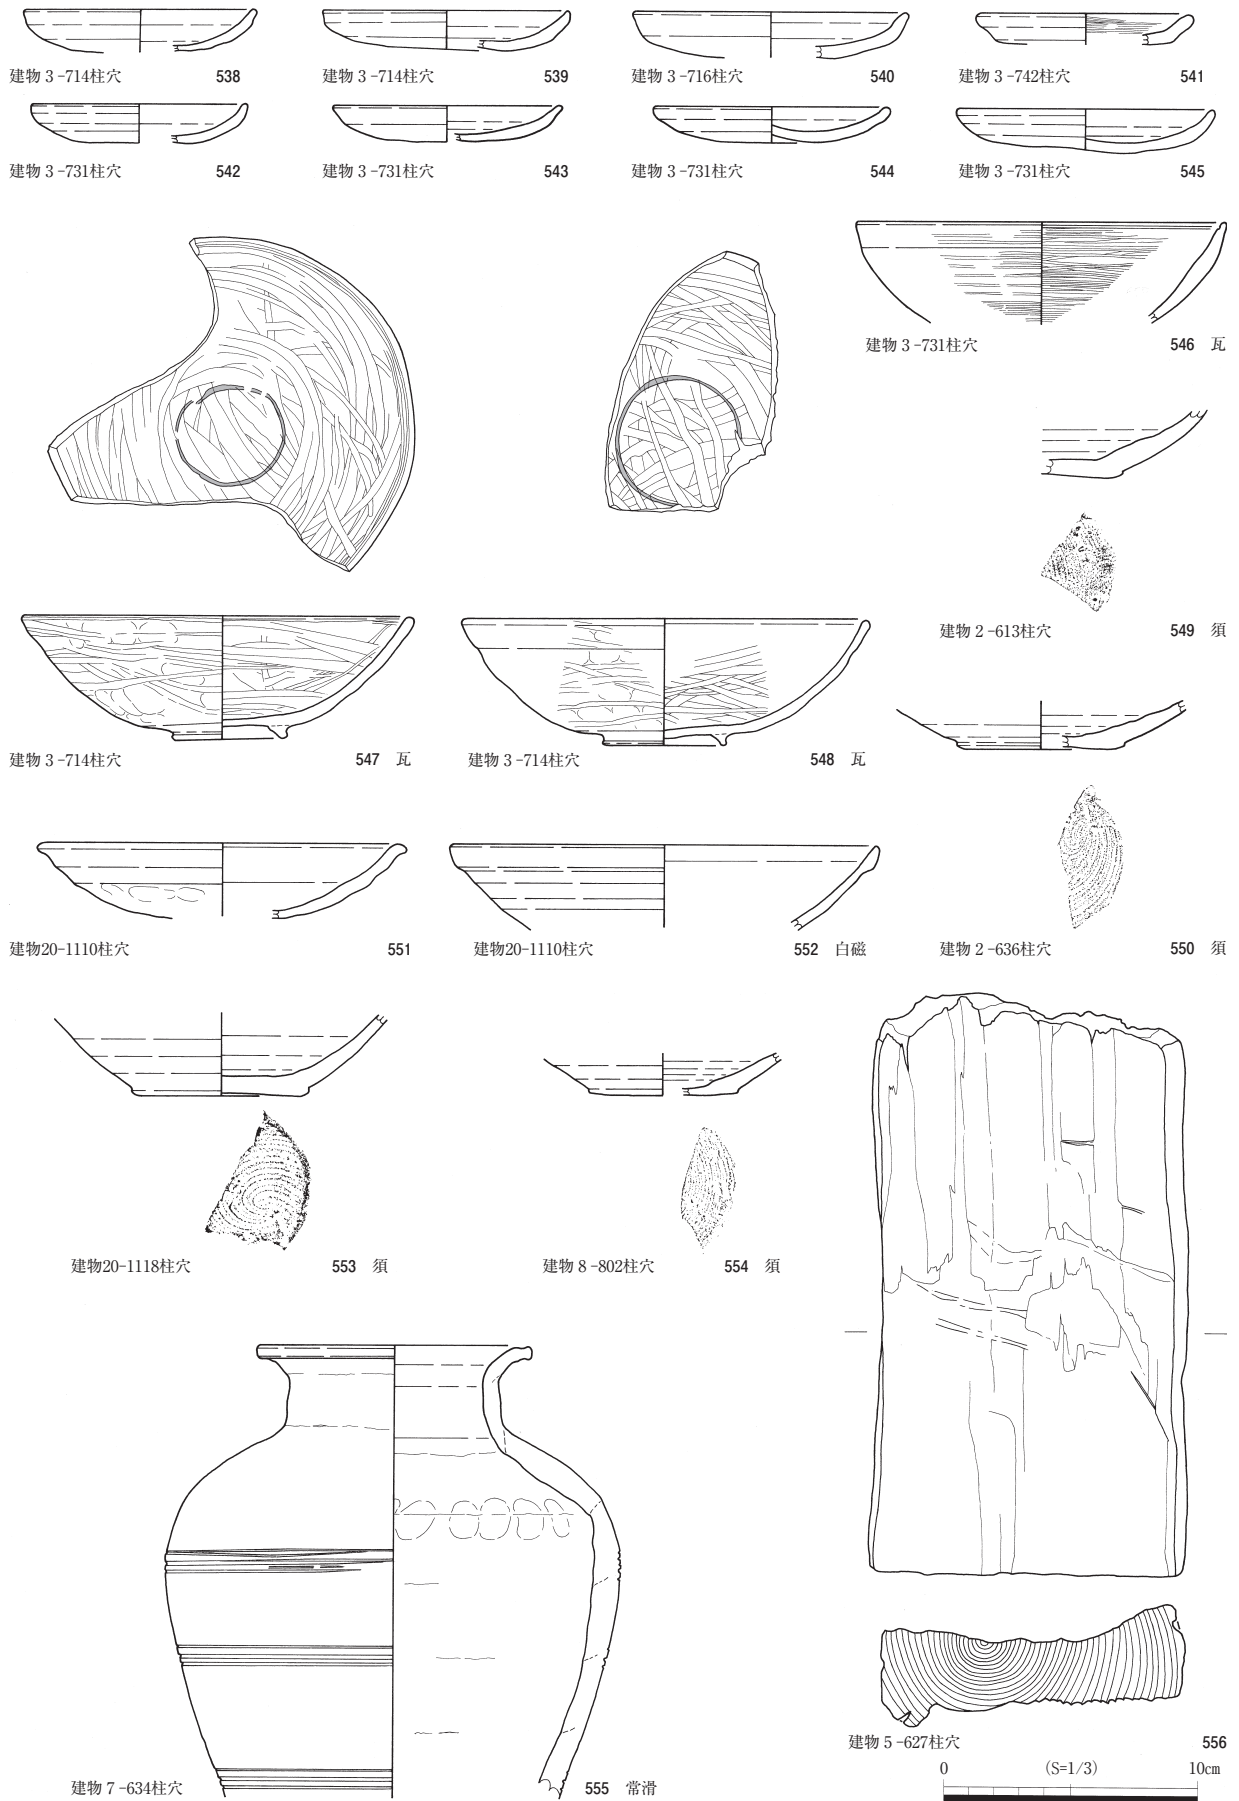 建物 3 -714柱穴 538
建物 3 -714柱穴 539
建物 3 -716柱穴 540
建物 3 -742柱穴 541
建物 3 -731柱穴 542
建物 3 -731柱穴 543
建物 3 -731柱穴 544
建物 3 -731柱穴 545
建物 3 -731柱穴 546 瓦
建物 2 -613柱穴 549 須
建物 3 -714柱穴 547 瓦
建物 3 -714柱穴 548 瓦
建物20-1110柱穴 551
建物20-1110柱穴 552 白磁
建物 2 -636柱穴 550 須
建物20-1118柱穴 553 須
建物 8 -802柱穴 554 須
建物 7 -634柱穴 555 常滑
建物 5 -627柱穴 556
0 (S=1/3) 10cm